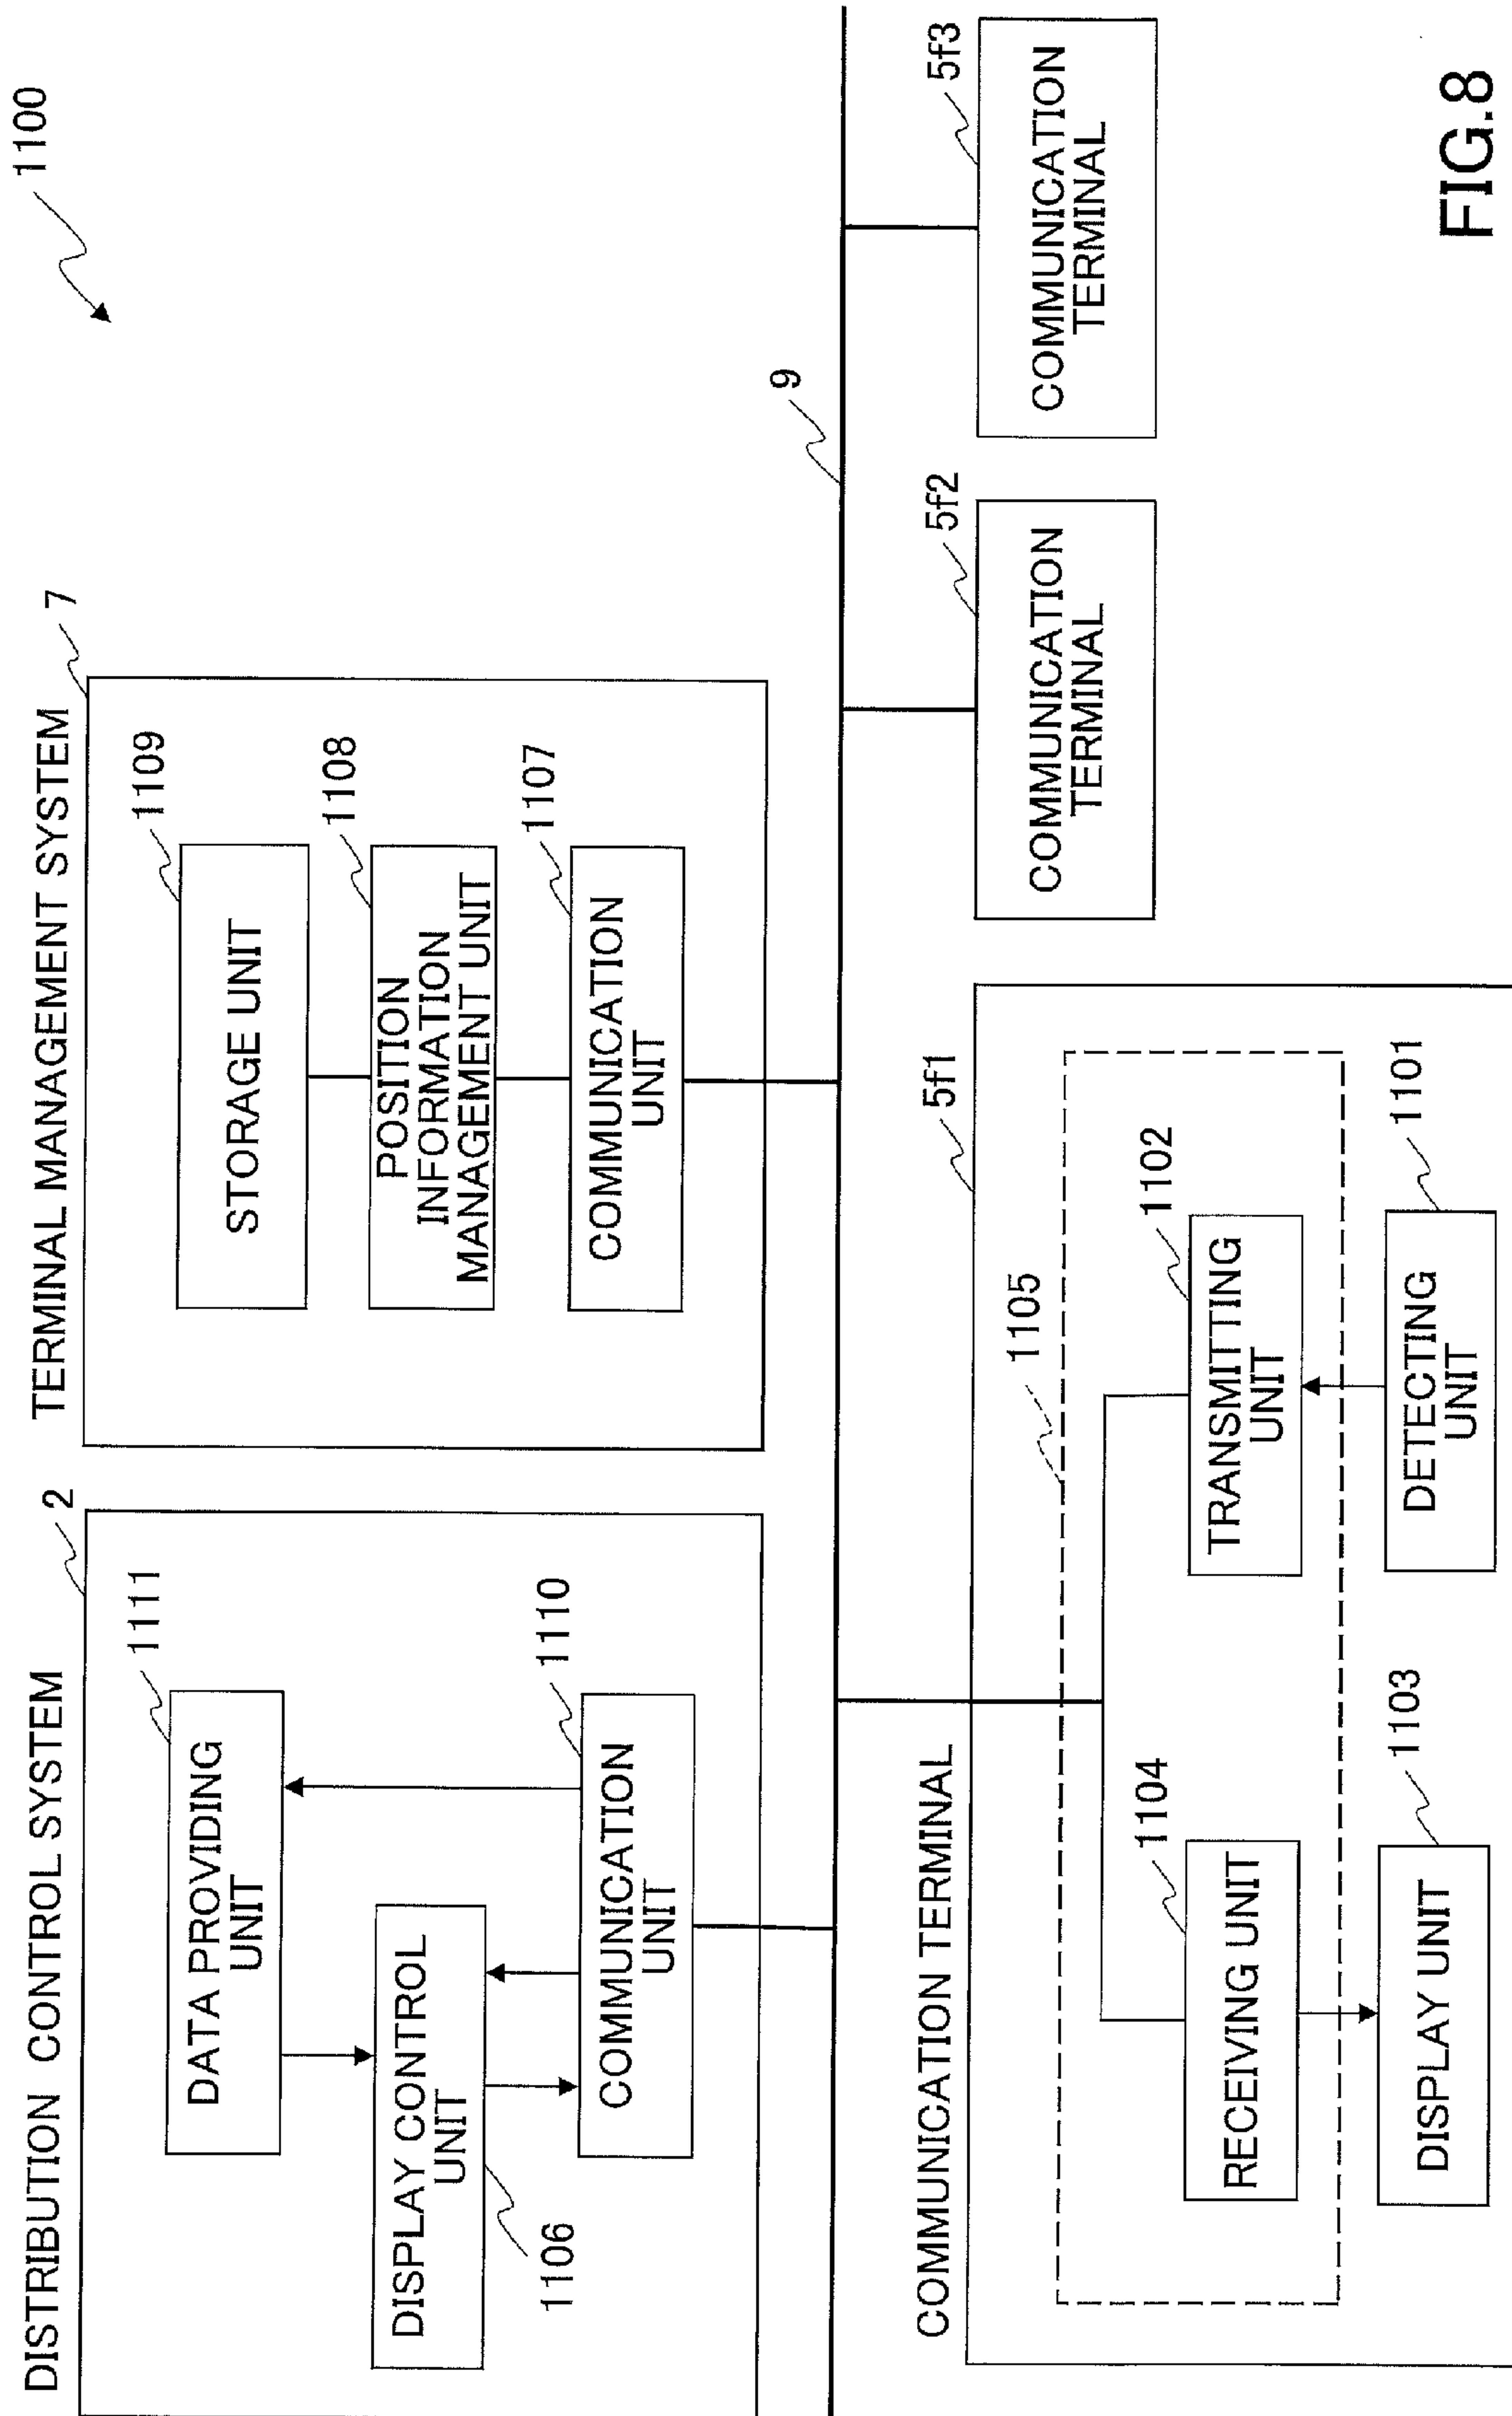 1100
DISTRIBUTION CONTROL SYSTEM
2
1111
DATA PROVIDING
UNIT
DISPLAY CONTROL
UNIT
1106
1110
COMMUNICATION
UNIT
TERMINAL MANAGEMENT SYSTEM
7
1109
STORAGE UNIT
1108
POSITION
INFORMATION
MANAGEMENT UNIT
1107
COMMUNICATION
UNIT
9
COMMUNICATION TERMINAL
5f1
1105
1104
RECEIVING UNIT
1102
TRANSMITTING
UNIT
1103
DISPLAY UNIT
1101
DETECTING
UNIT
5f2
COMMUNICATION
TERMINAL
5f3
COMMUNICATION
TERMINAL
FIG.8